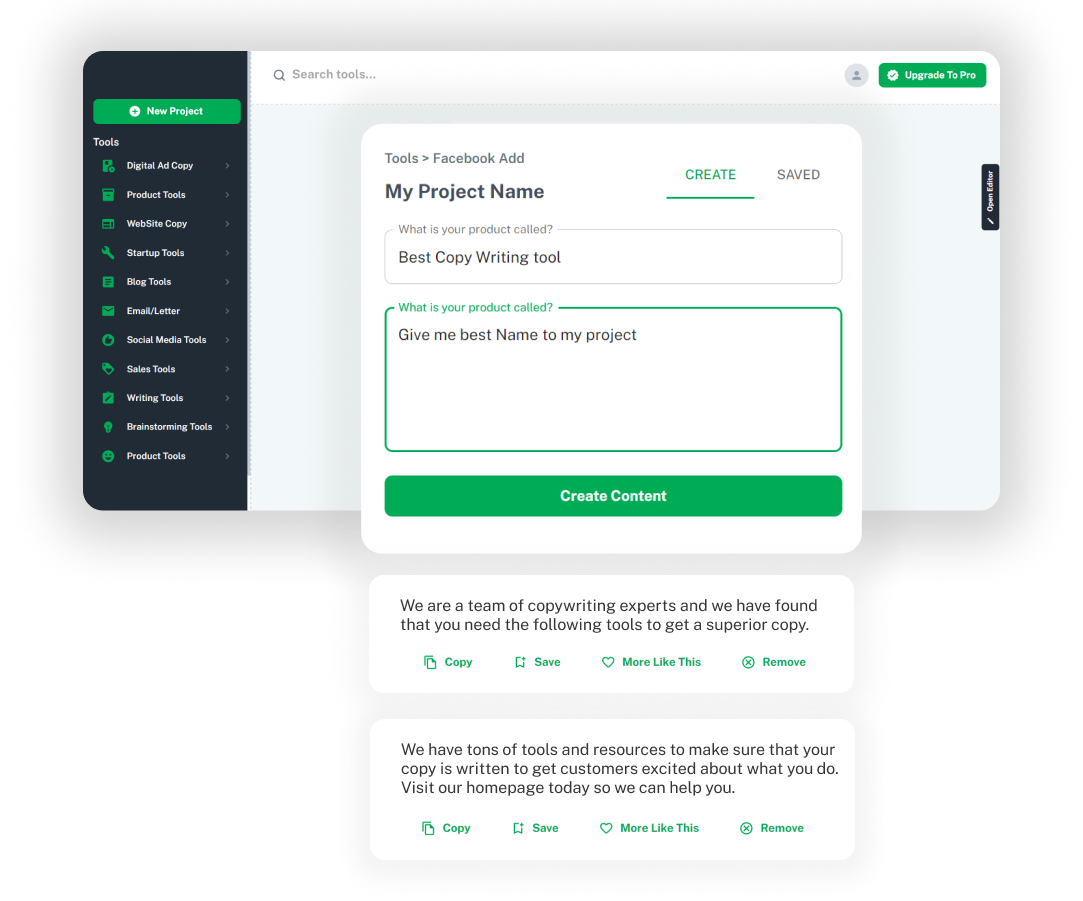 Search tools...
Upgrade To Pro
New Project
Tools
Digital Ad Copy
Product Tools
WebSite Copy
Startup Tools
Blog Tools
Email/Letter
Social Media Tools
Sales Tools
Writing Tools
Brainstorming Tools
Product Tools
Tools > Facebook Add
My Project Name
CREATE
SAVED
What is your product called?
Best Copy Writing tool
What is your product called?
Give me best Name to my project
Create Content
Open Editor
We are a team of copywriting experts and we have found
that you need the following tools to get a superior copy.
Copy Save More Like This Remove
We have tons of tools and resources to make sure that your
copy is written to get customers excited about what you do.
Visit our homepage today so we can help you.
Copy Save More Like This Remove